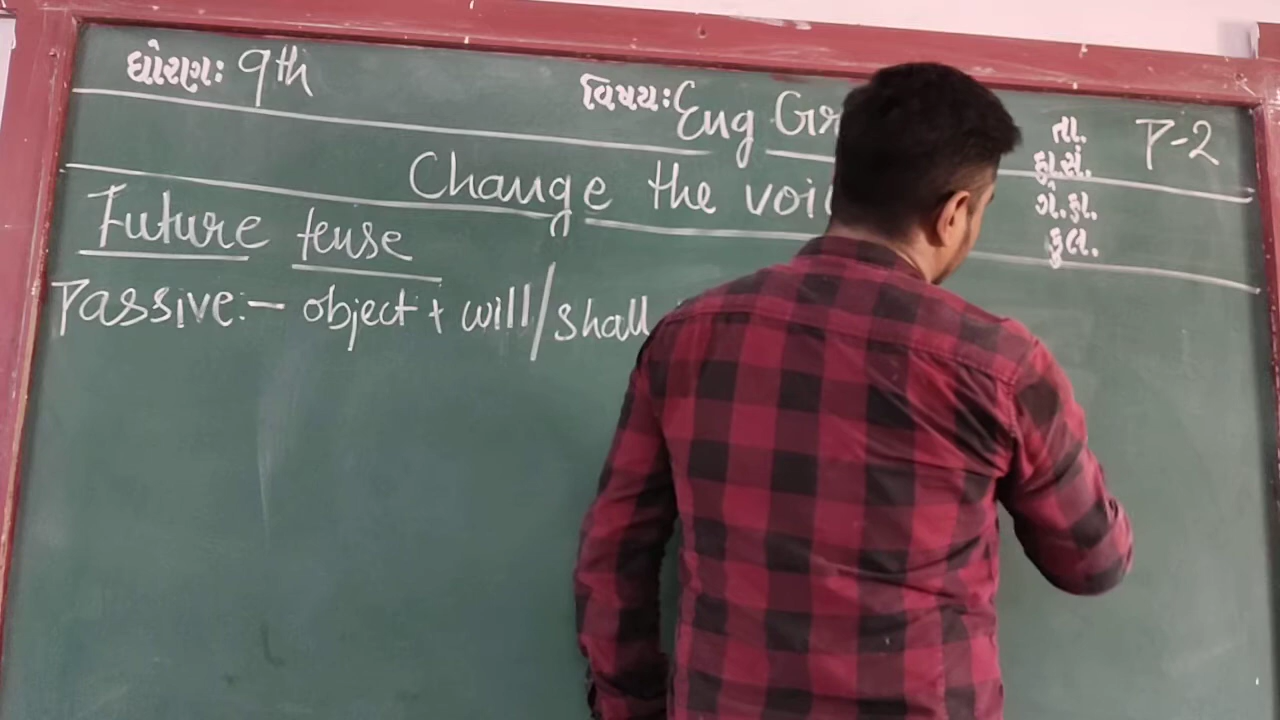 ધોરણ: 9th વિષય: Eng Gr
તા. P-2
હા.સં.
ગે.હા.
કુલ.
Change the voi
Future tense
Passive:- object + will/shall